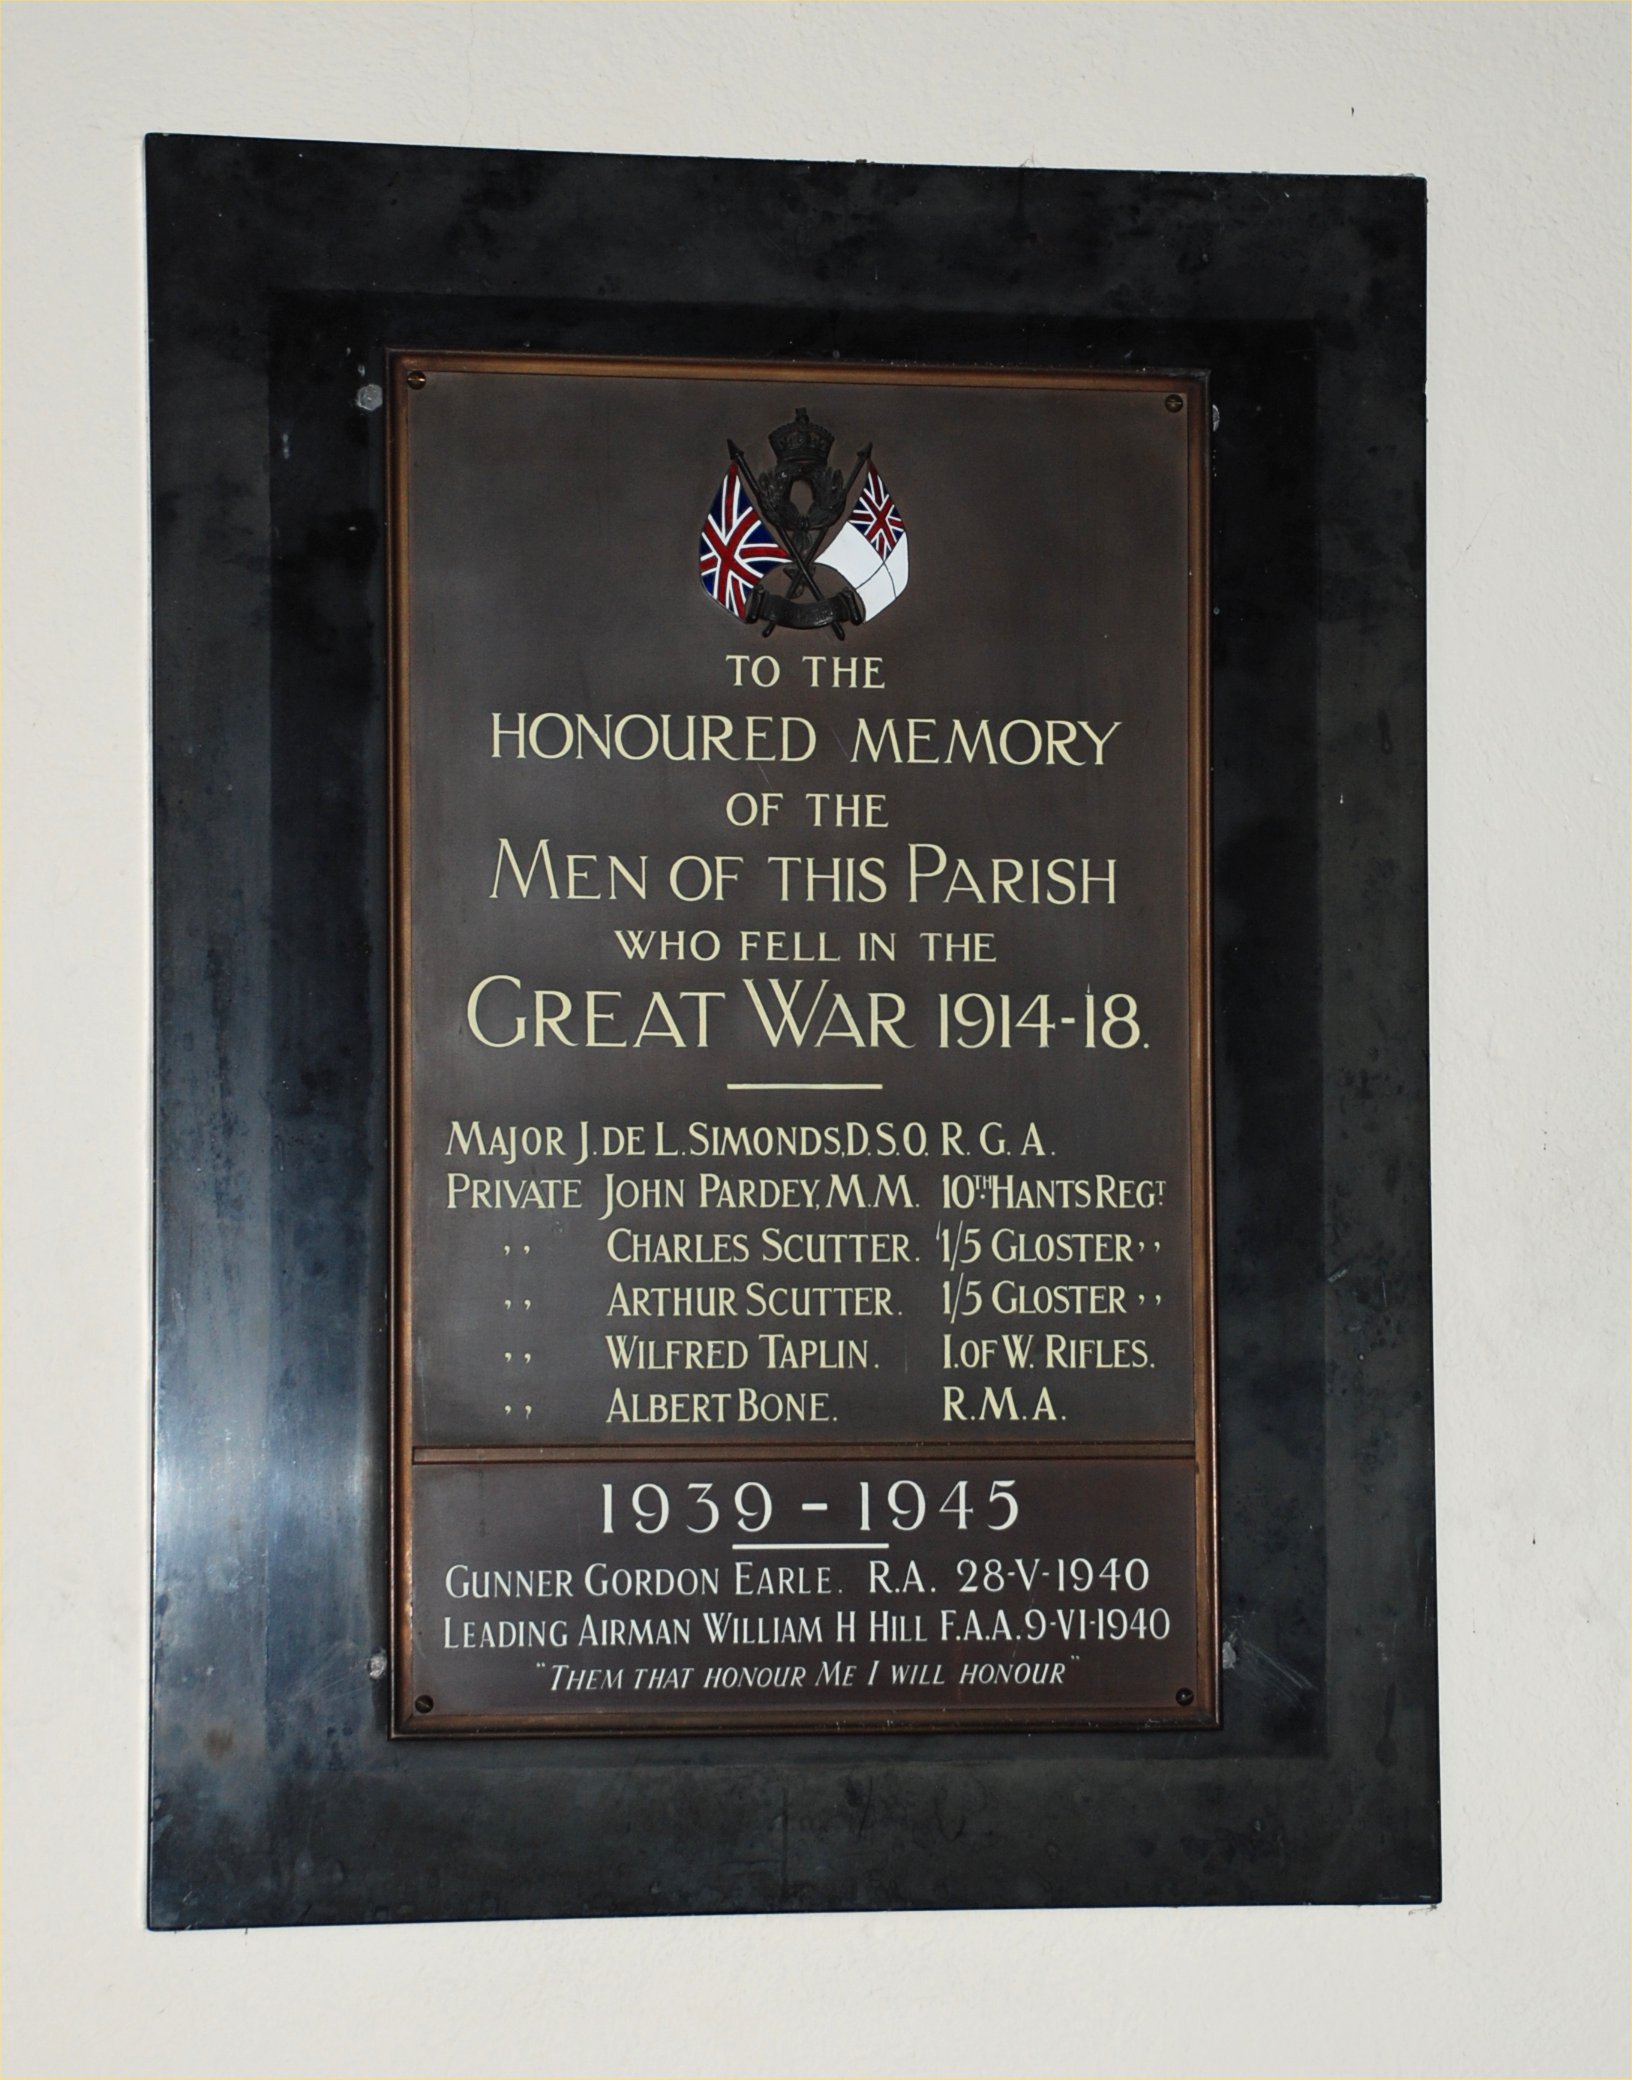 TO THE
HONOURED MEMORY
OF THE
MEN OF THIS PARISH
WHO FELL IN THE
GREAT WAR 1914-18.
MAJOR J. DE L. SIMONDS, D.S.O. R.G.A.
PRIVATE JOHN PARDEY, M.M. 10TH HANTS REGT
,, CHARLES SCUTTER. 1/5 GLOSTER ,,
,, ARTHUR SCUTTER. 1/5 GLOSTER ,,
,, WILFRED TAPLIN. I. OF W. RIFLES.
,, ALBERT BONE. R.M.A.
1939 - 1945
GUNNER GORDON EARLE. R.A. 28-V-1940
LEADING AIRMAN WILLIAM H HILL F.A.A. 9-VI-1940
"THEM THAT HONOUR ME I WILL HONOUR"